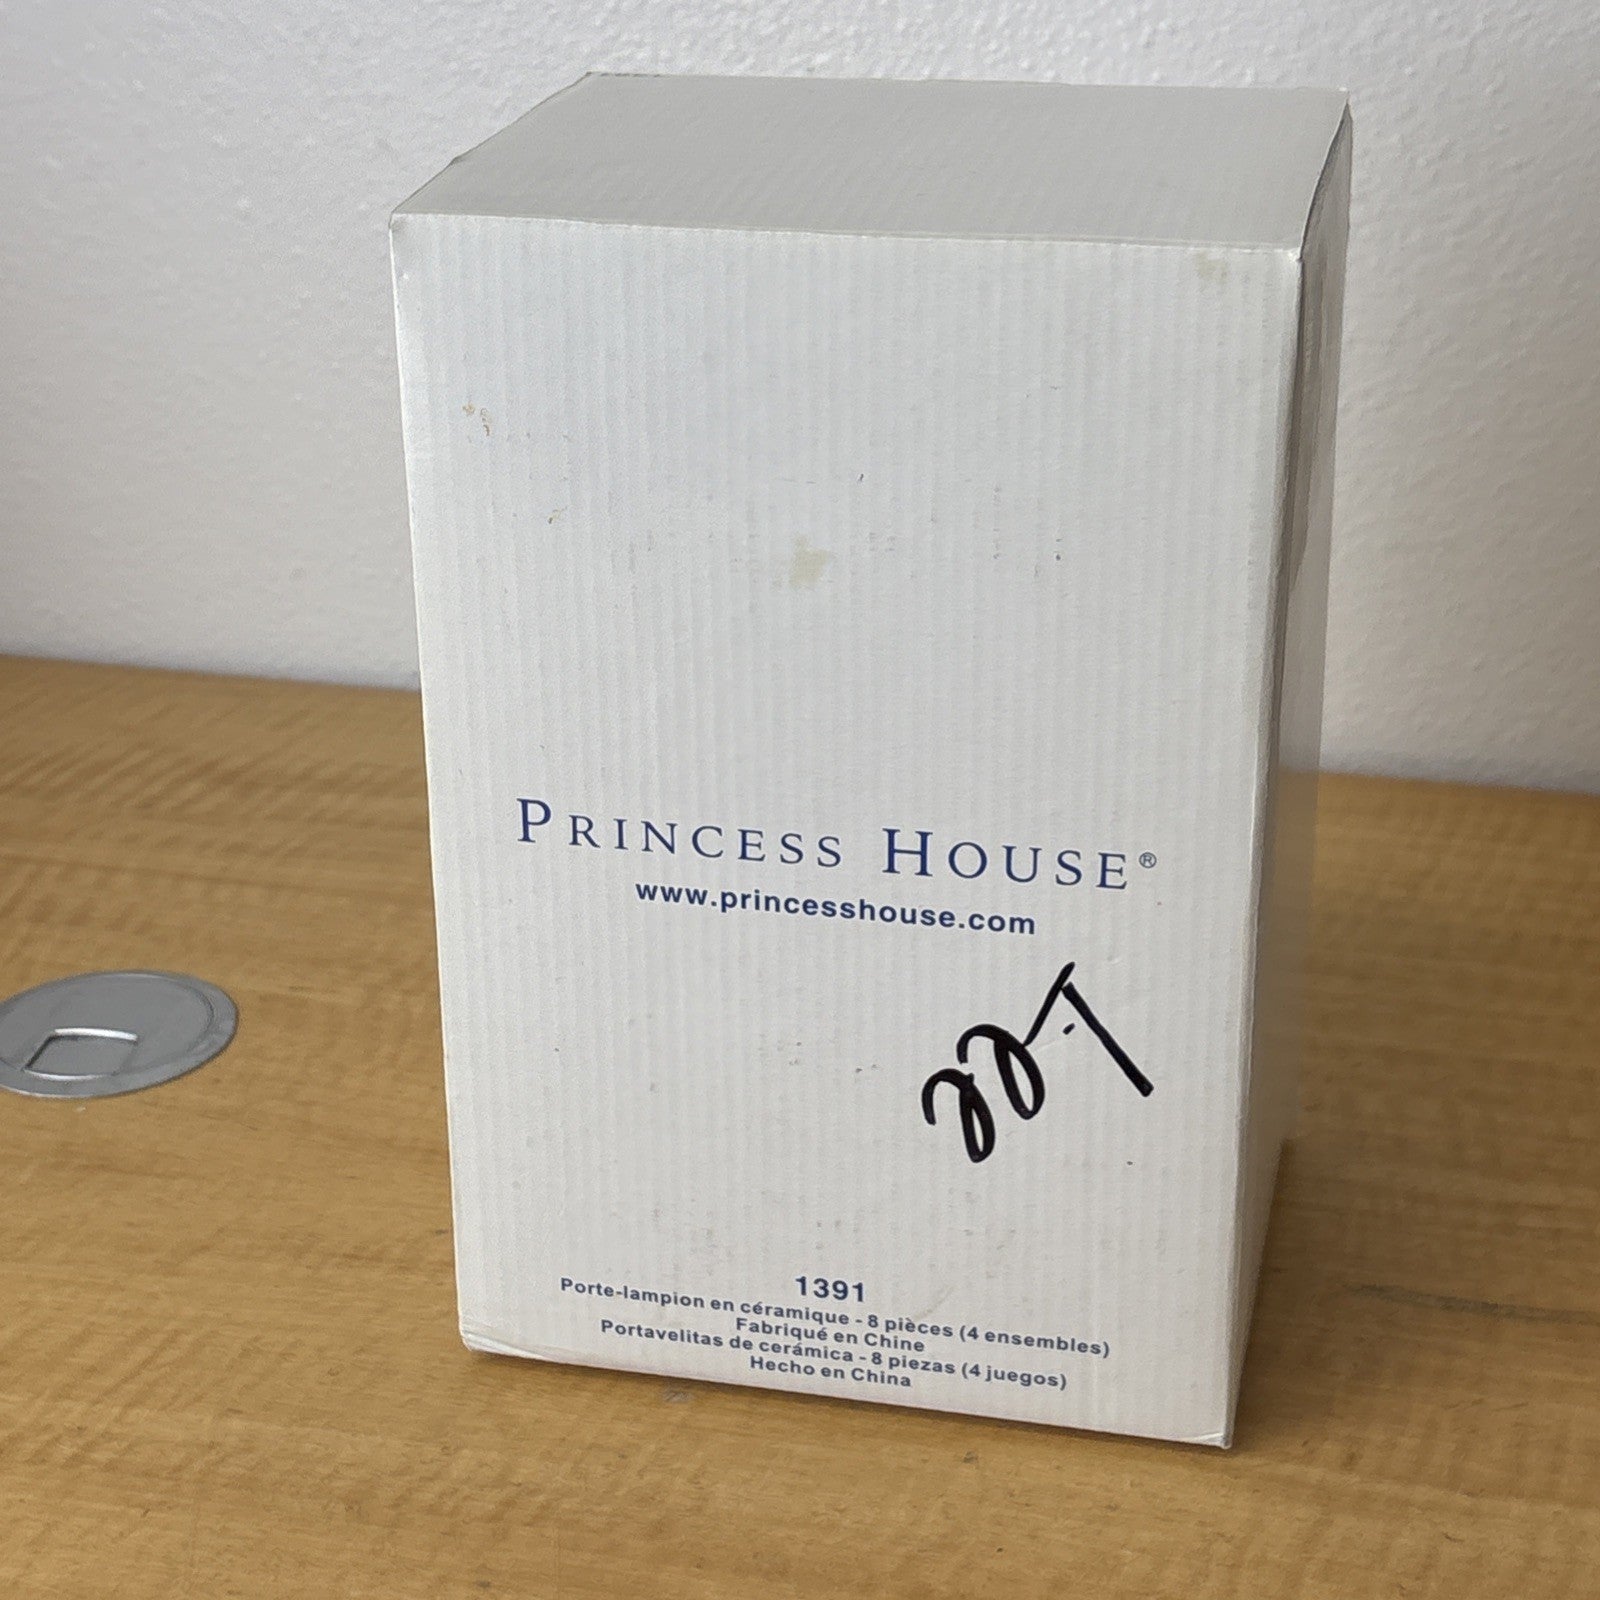 PRINCESS HOUSE®
www.princesshouse.com
1391
Porte-lampion en céramique - 8 pièces (4 ensembles)
Fabriqué en Chine
Portavelitas de cerámica - 8 piezas (4 juegos)
Hecho en China